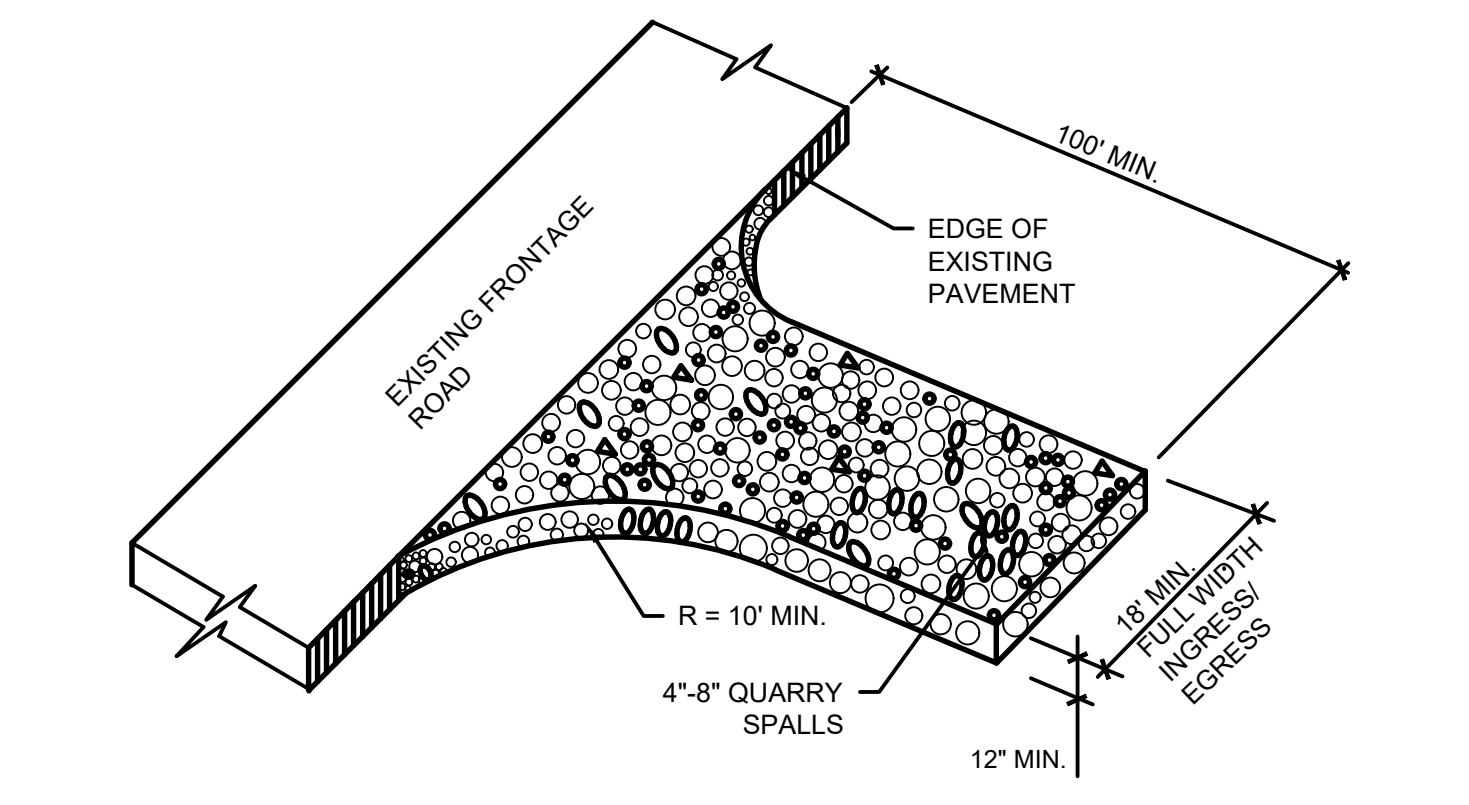 100' MIN.
EDGE OF
EXISTING
PAVEMENT
EXISTING FRONTAGE
ROAD
R = 10' MIN.
4"-8" QUARRY
SPALLS
18' MIN.
FULL WIDTH
INGRESS/
EGRESS
12" MIN.